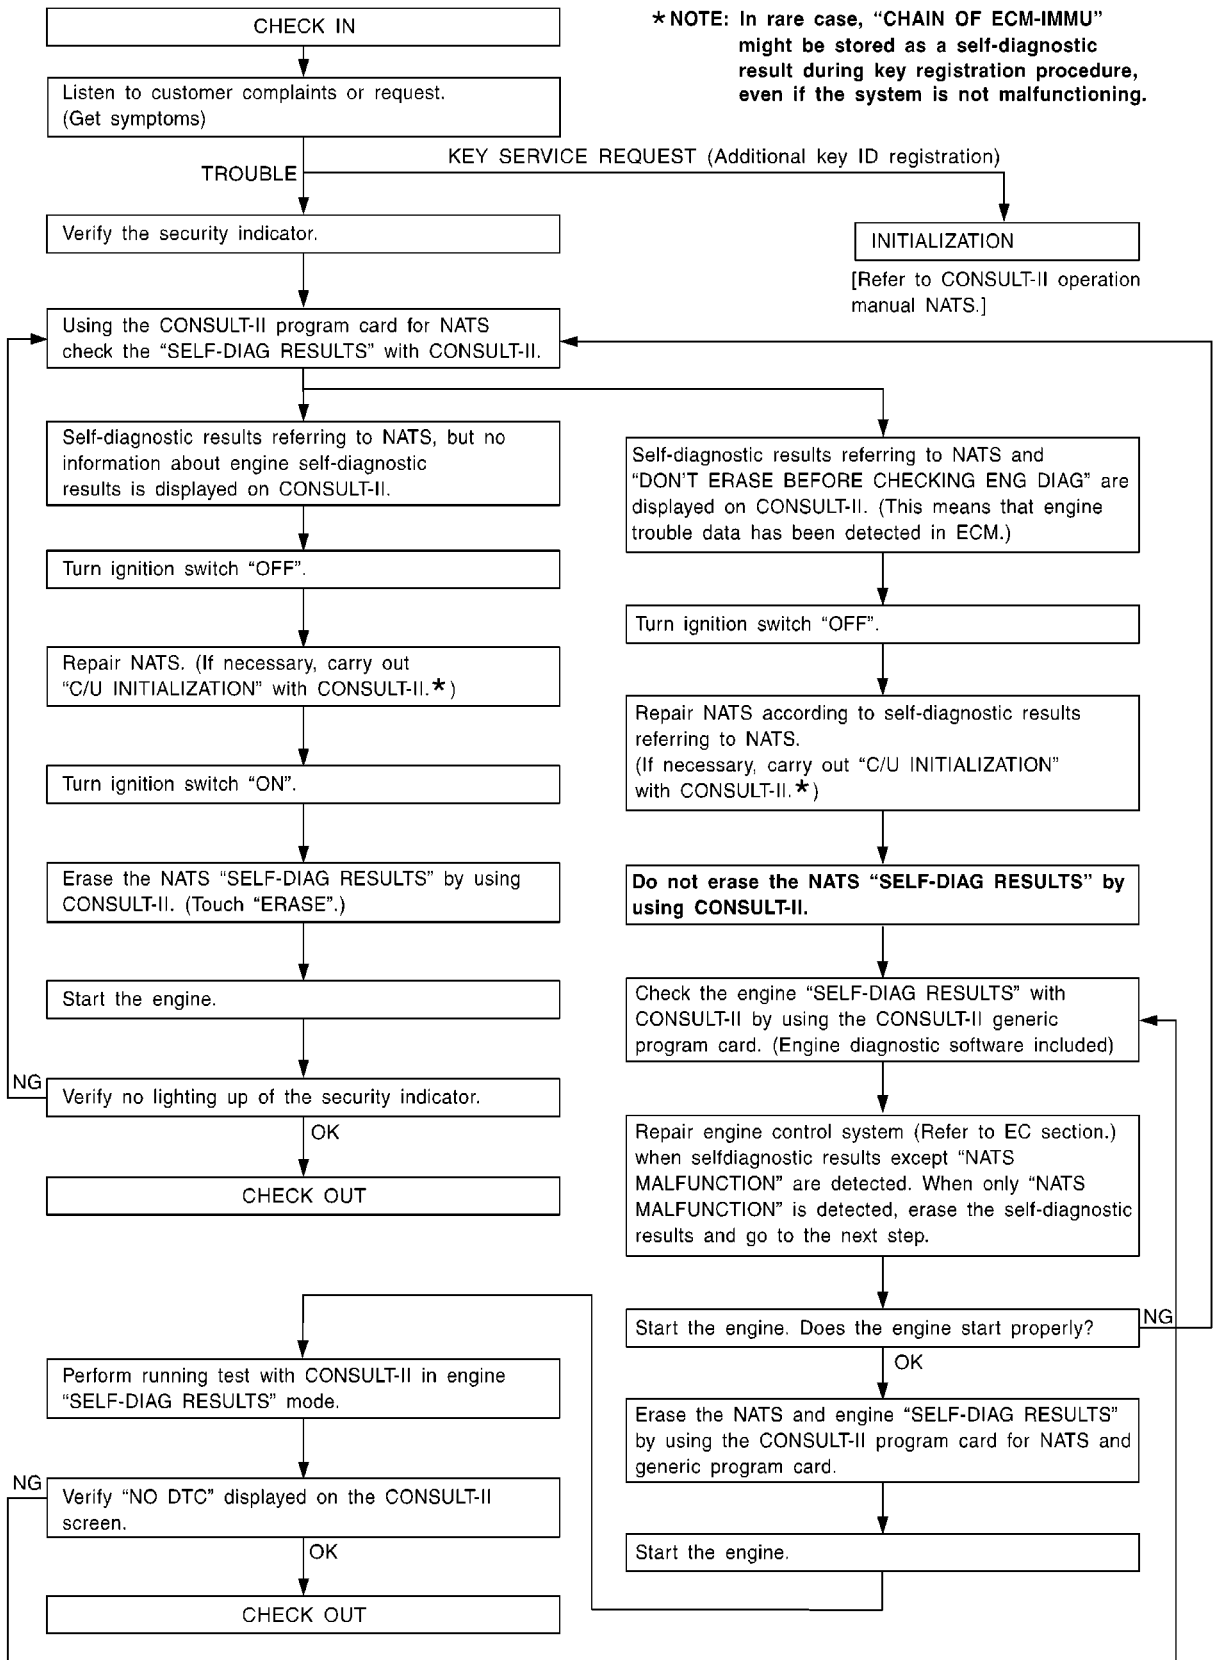 CHECK IN
*NOTE: In rare case, “CHAIN OF ECM-IMMU”
might be stored as a self-diagnostic
result during key registration procedure,
even if the system is not malfunctioning.
Listen to customer complaints or request.
(Get symptoms)
KEY SERVICE REQUEST (Additional key ID registration)
TROUBLE
Verify the security indicator.
INITIALIZATION
[Refer to CONSULT-II operation
manual NATS.]
Using the CONSULT-II program card for NATS
check the “SELF-DIAG RESULTS” with CONSULT-II.
Self-diagnostic results referring to NATS, but no
information about engine self-diagnostic
results is displayed on CONSULT-II.
Turn ignition switch “OFF”.
Repair NATS. (If necessary, carry out
“C/U INITIALIZATION” with CONSULT-II.*)
Turn ignition switch “ON”.
Erase the NATS “SELF-DIAG RESULTS” by using
CONSULT-II. (Touch “ERASE”.)
Start the engine.
NG
Verify no lighting up of the security indicator.
OK
CHECK OUT
Self-diagnostic results referring to NATS and
“DON'T ERASE BEFORE CHECKING ENG DIAG” are
displayed on CONSULT-II. (This means that engine
trouble data has been detected in ECM.)
Turn ignition switch “OFF”.
Repair NATS according to self-diagnostic results
referring to NATS.
(If necessary, carry out “C/U INITIALIZATION”
with CONSULT-II.*)
Do not erase the NATS “SELF-DIAG RESULTS” by
using CONSULT-II.
Check the engine “SELF-DIAG RESULTS” with
CONSULT-II by using the CONSULT-II generic
program card. (Engine diagnostic software included)
Repair engine control system (Refer to EC section.)
when selfdiagnostic results except “NATS
MALFUNCTION” are detected. When only “NATS
MALFUNCTION” is detected, erase the self-diagnostic
results and go to the next step.
Start the engine. Does the engine start properly?
NG
OK
Erase the NATS and engine “SELF-DIAG RESULTS”
by using the CONSULT-II program card for NATS and
generic program card.
Start the engine.
Perform running test with CONSULT-II in engine
“SELF-DIAG RESULTS” mode.
NG
Verify “NO DTC” displayed on the CONSULT-II
screen.
OK
CHECK OUT